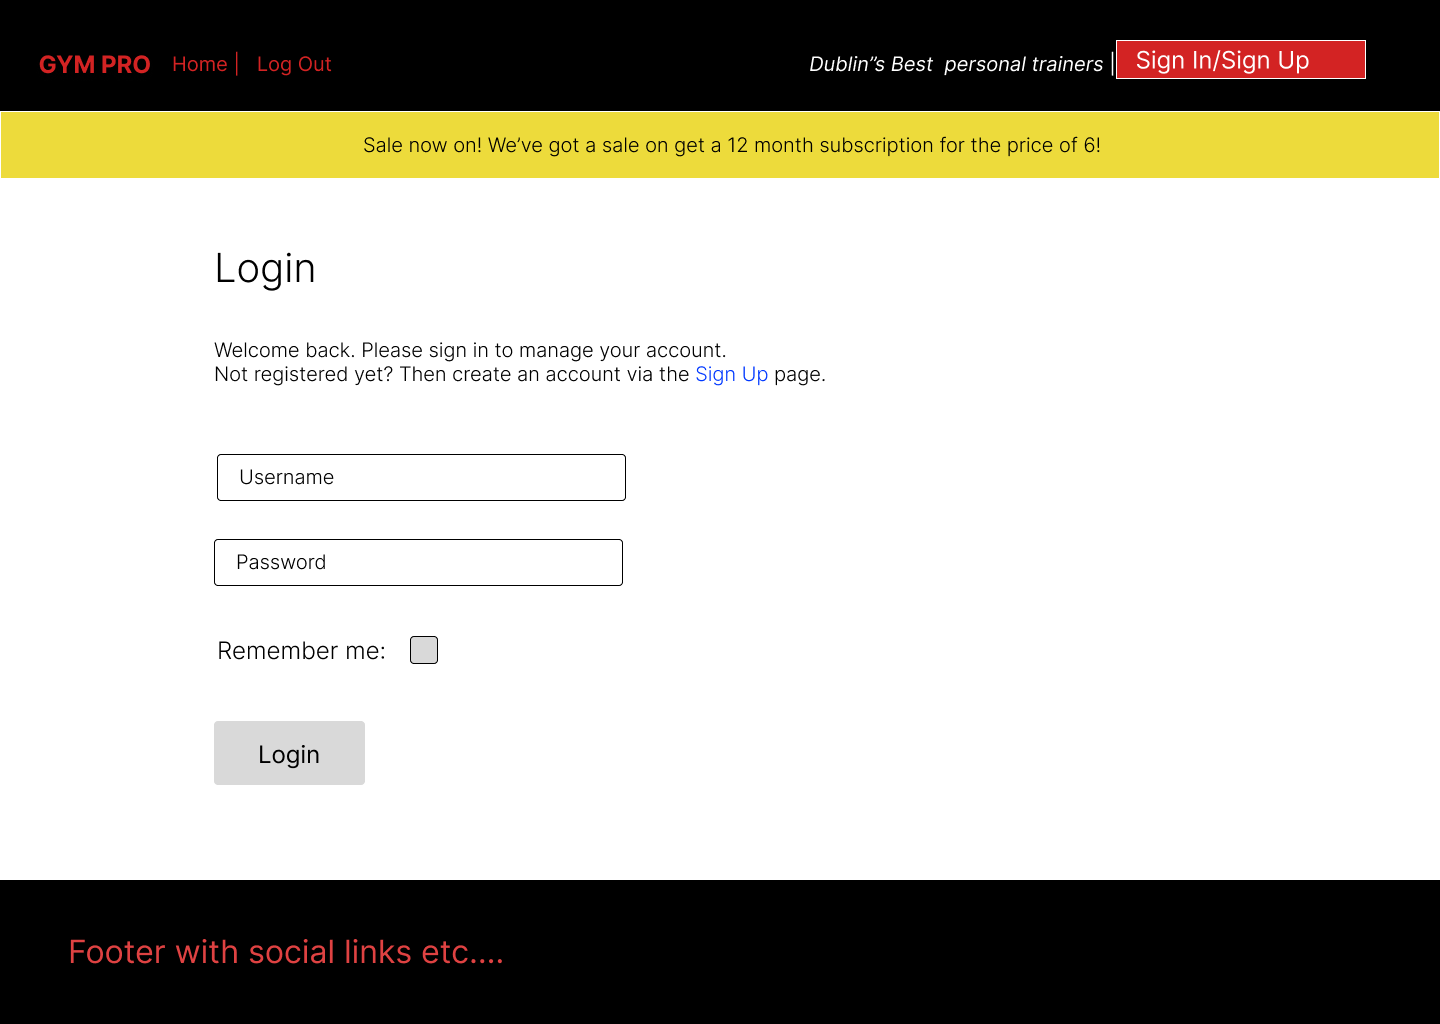 GYM PRO Home | Log Out Dublin”s Best personal trainers | Sign In/Sign Up
Sale now on! We’ve got a sale on get a 12 month subscription for the price of 6!
Login
Welcome back. Please sign in to manage your account.
Not registered yet? Then create an account via the Sign Up page.
Username
Password
Remember me:
Login
Footer with social links etc....